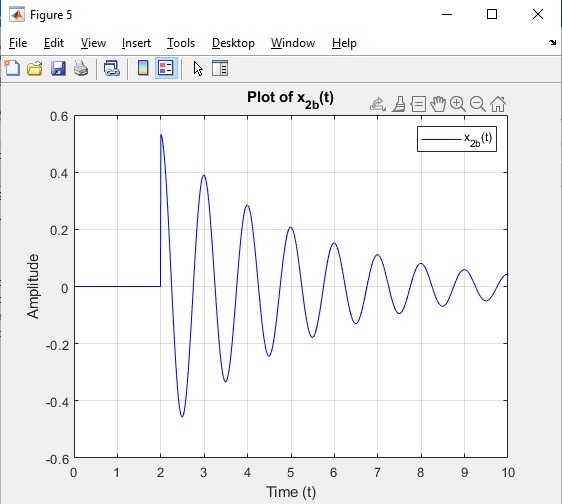 Figure 5
File Edit View Insert Tools Desktop Window Help
Plot of x2b(t)
x2b(t)
0.6
0.4
0.2
0
-0.2
-0.4
-0.6
Amplitude
0 1 2 3 4 5 6 7 8 9 10
Time (t)